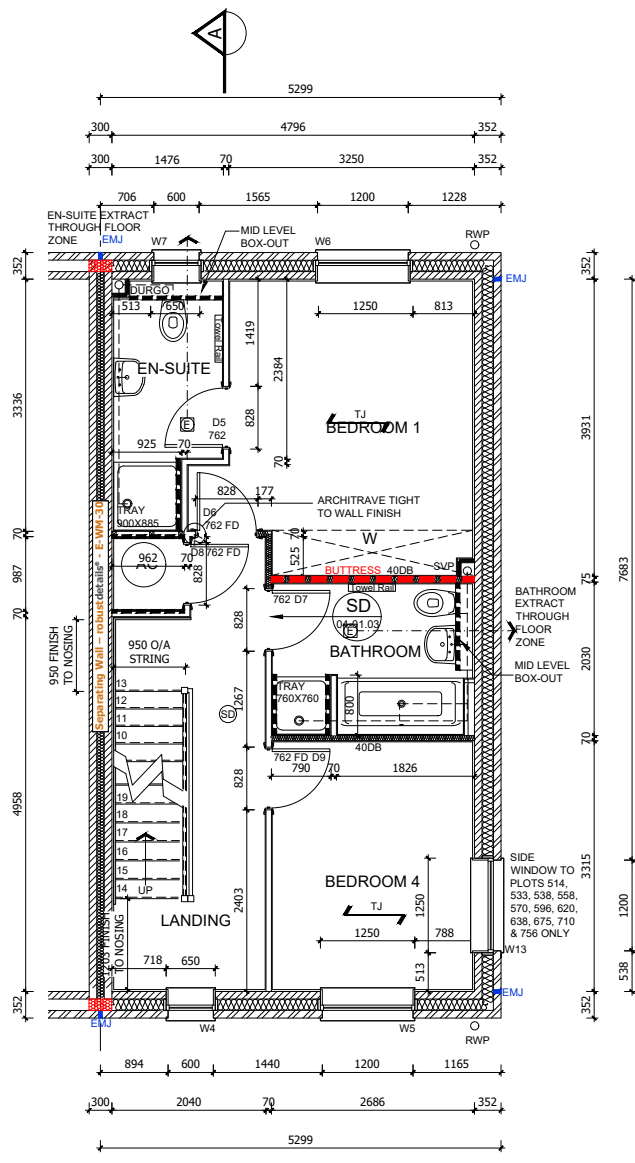 A
5299
300 4796 352
300 1476 70 3250 352
706 600 1565 1200 1228
EN-SUITE EXTRACT
THROUGH FLOOR
ZONE
EMJ
W7
MID LEVEL
BOX-OUT
W6
RWP
352
352
EMJ
DURGO
513 650
1250 813
Towel Rail
1419
2384
EN-SUITE
3336
3931
7683
828
D5
762
E
TJ
BEDROOM 1
925 70
70
828 177
ARCHITRAVE TIGHT
TO WALL FINISH
TRAY
900X885
D6
762 FD
70
70
W
525
D8 762 FD
962 70
AC
828
987
BUTTRESS 40DB
SVP
75
Towel Rail
762 D7
SD
04.01.03
E
BATHROOM
BATHROOM
EXTRACT
THROUGH
FLOOR
ZONE
MID LEVEL
BOX-OUT
2030
70
Separating Wall – robustdetails® - E-WM-30
950 FINISH
TO NOSING
950 O/A
STRING
828
13
12
11
10
SD
1267
TRAY
760X760
800
40DB
70
762 FD D9
790 70 1826
828
4958
19
18
17
16
15
14
UP
3315
SIDE
WINDOW TO
PLOTS 514,
533, 538, 558,
570, 596, 620,
638, 675, 710
& 756 ONLY
W13
1200
538
BEDROOM 4
TJ
1250
LANDING
2403
TO NOSING
1250 788
513
718 650
352
352
EMJ
EMJ
W4
W5
RWP
894 600 1440 1200 1165
300 2040 70 2686 352
5299